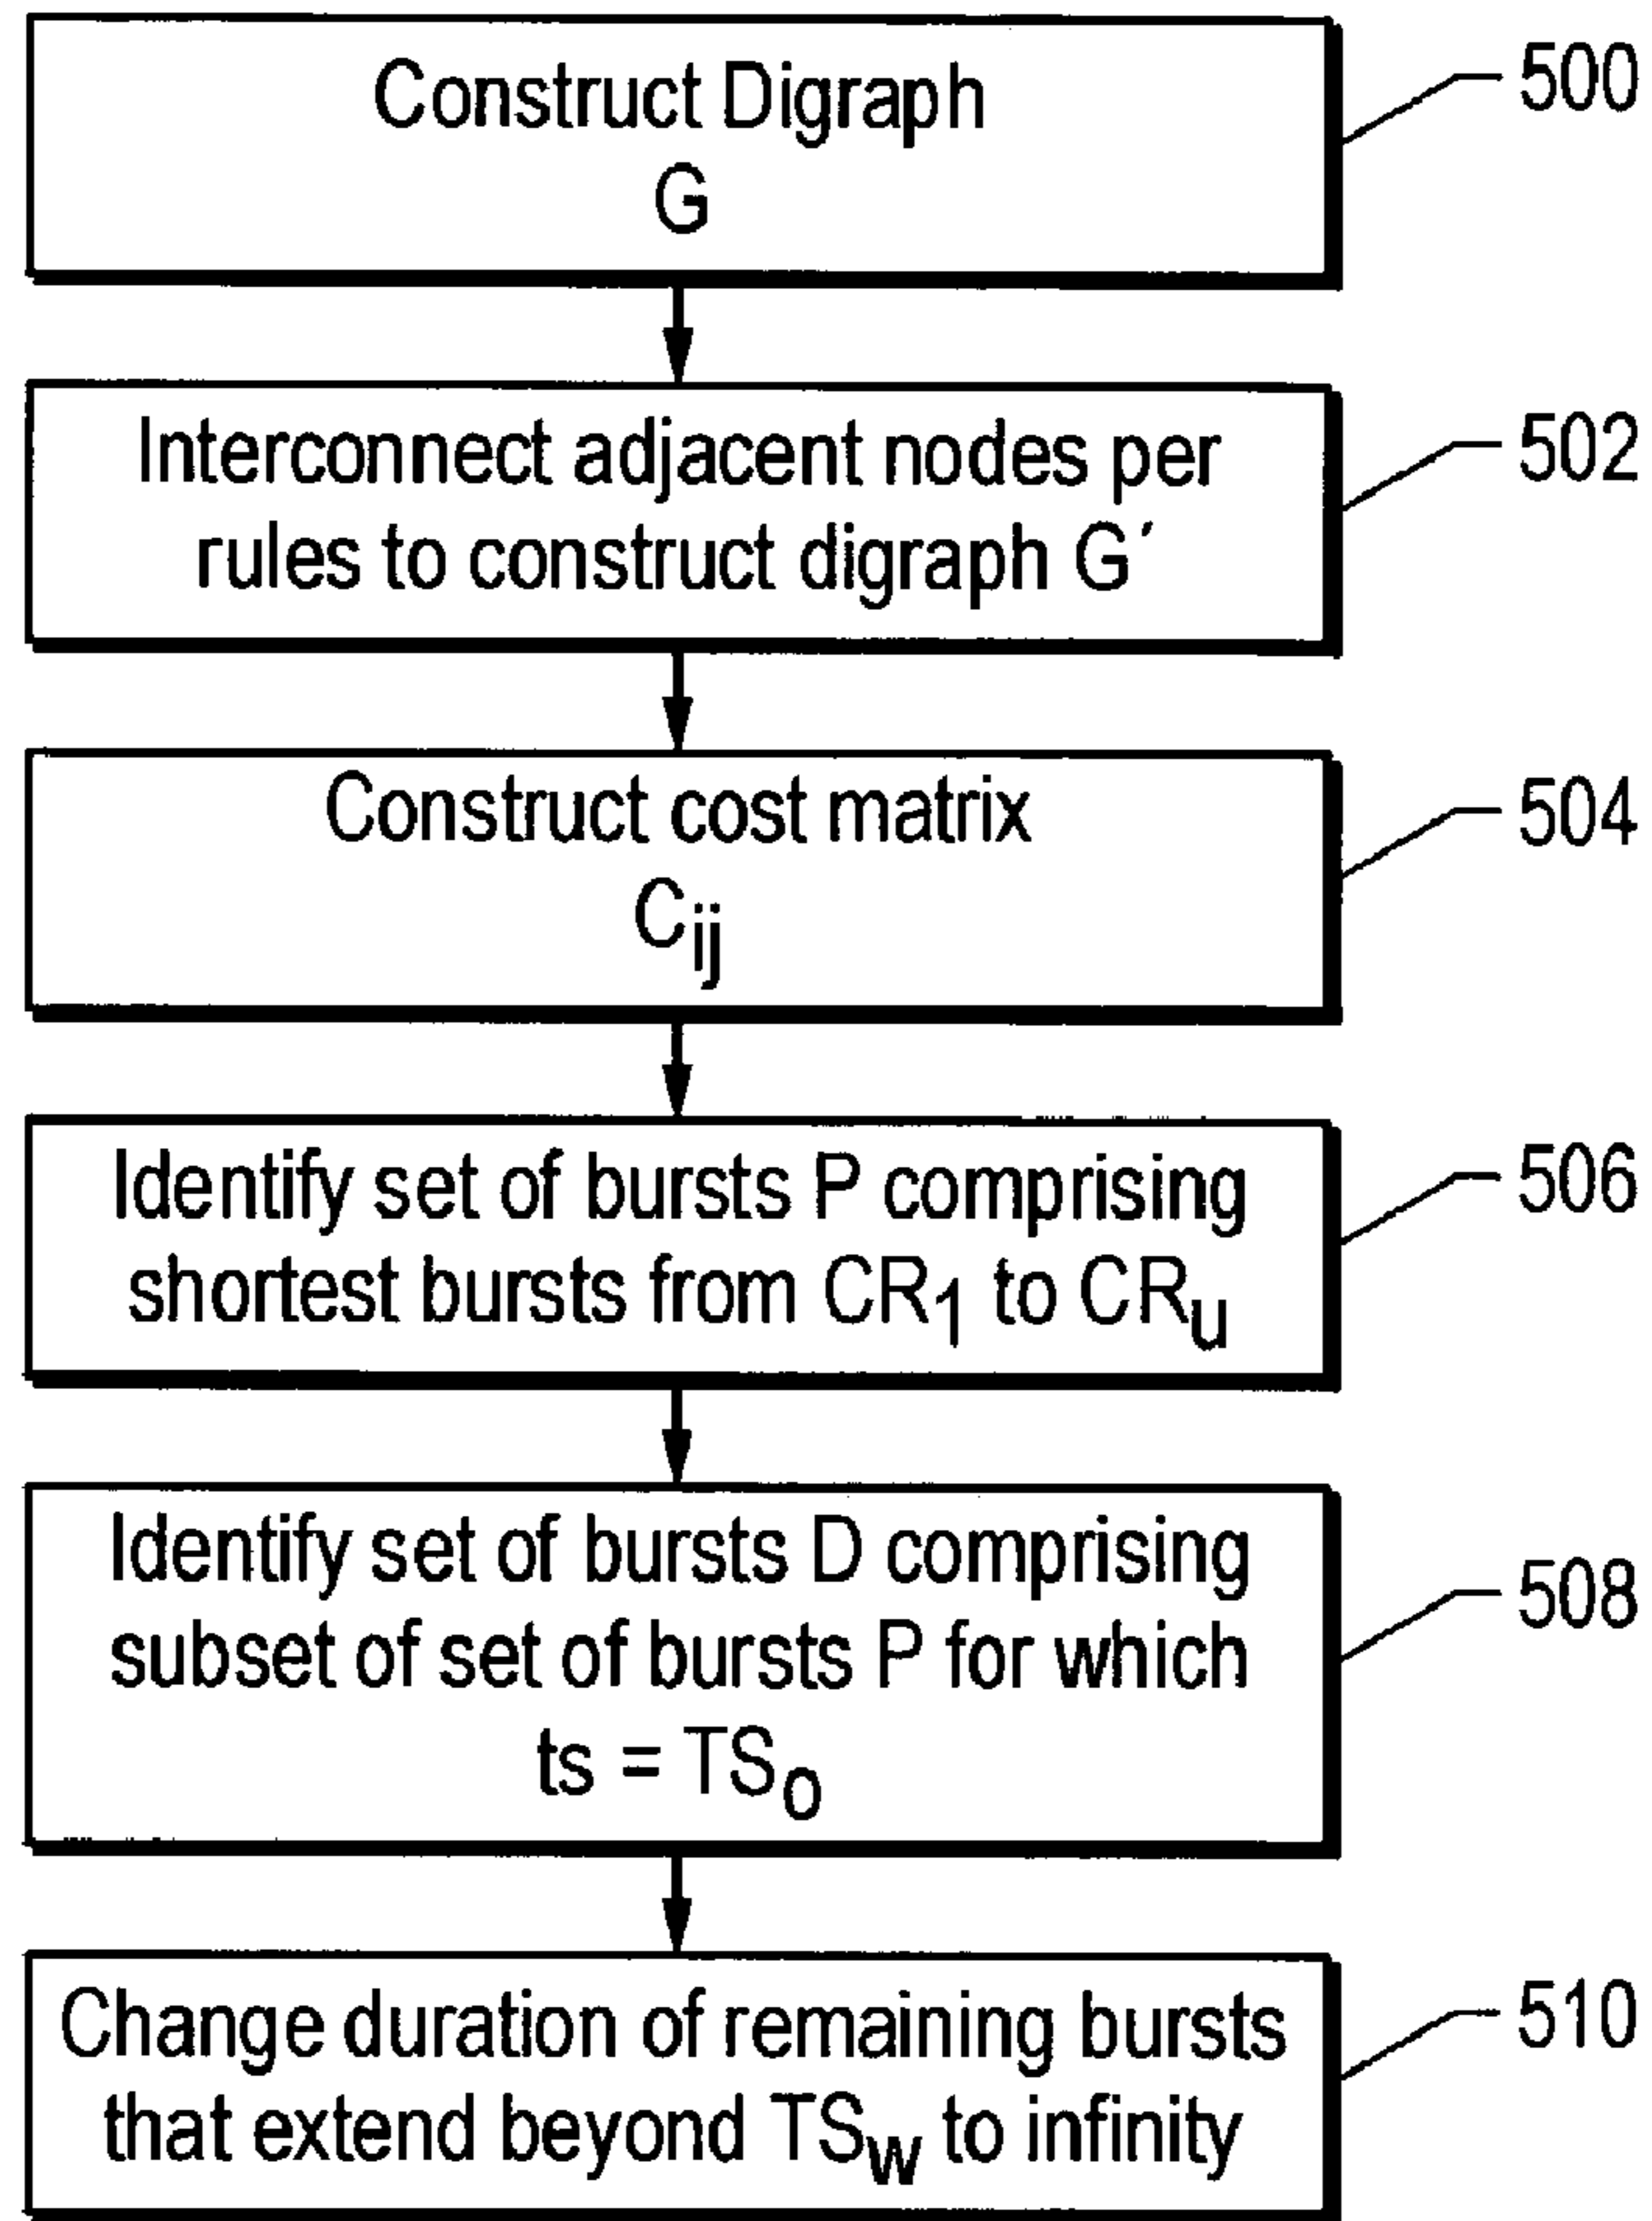 Construct Digraph
G
500
Interconnect adjacent nodes per
rules to construct digraph G´
502
Construct cost matrix
Cij
504
Identify set of bursts P comprising
shortest bursts from CR1 to CRu
506
Identify set of bursts D comprising
subset of set of bursts P for which
ts = TSo
508
Change duration of remaining bursts
that extend beyond TSw to infinity
510